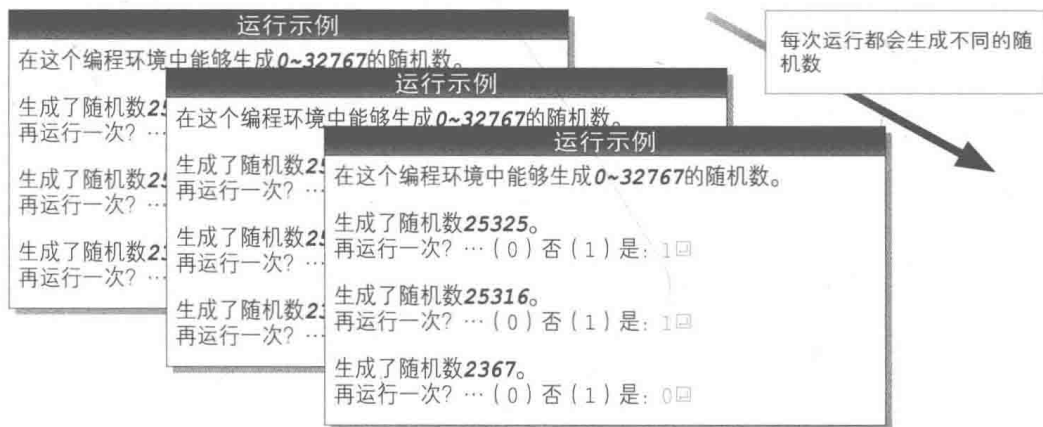 运行示例
在这个编程环境中能够生成0~32767的随机数。
生成了随机数25
再运行一次? …
生成了随机数25
再运行一次? …
生成了随机数23
再运行一次? …
运行示例
在这个编程环境中能够生成0~32767的随机数。
生成了随机数25
再运行一次? …
生成了随机数25
再运行一次? …
生成了随机数23
再运行一次? …
运行示例
在这个编程环境中能够生成0~32767的随机数。
生成了随机数25325。
再运行一次? …(0)否(1)是: 1
生成了随机数25316。
再运行一次? …(0)否(1)是: 1
生成了随机数2367。
再运行一次? …(0)否(1)是: 0
每次运行都会生成不同的随
机数